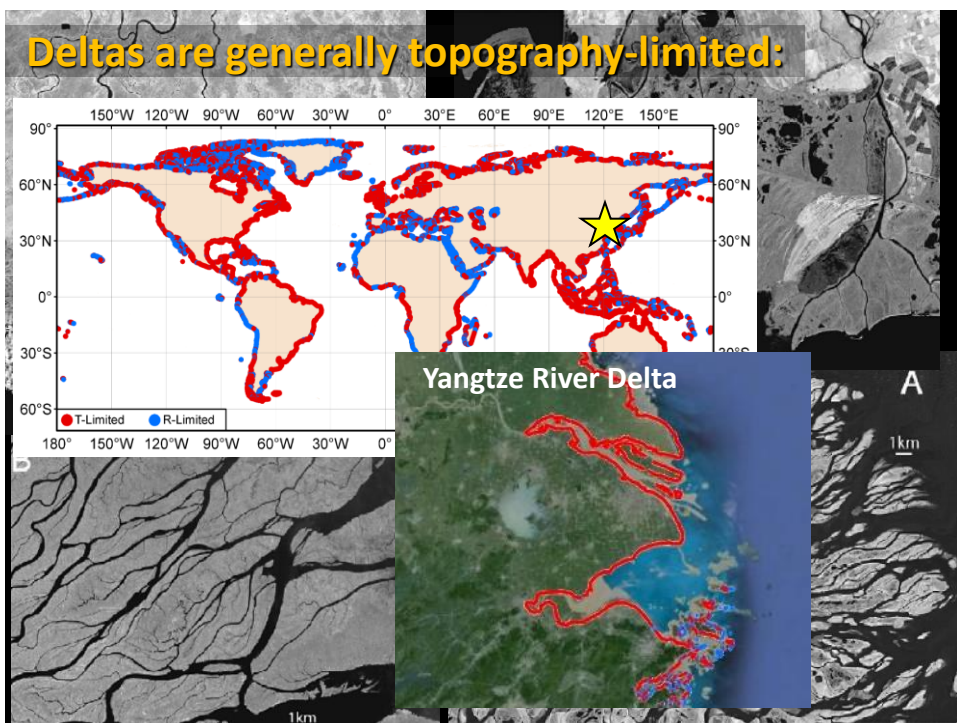 Deltas are generally topography-limited:
150°W 120°W 90°W 60°W 30°W 0° 30°E 60°E 90°E 120°E 150°E
90° 90°
60°N 60°N
30°N 30°N
0° 0°
30°S 30°S
60°S
T-Limited R-Limited
180 150°W 120°W 90°W 60°W 30°W 0°
Yangtze River Delta
A
1km
B
1km